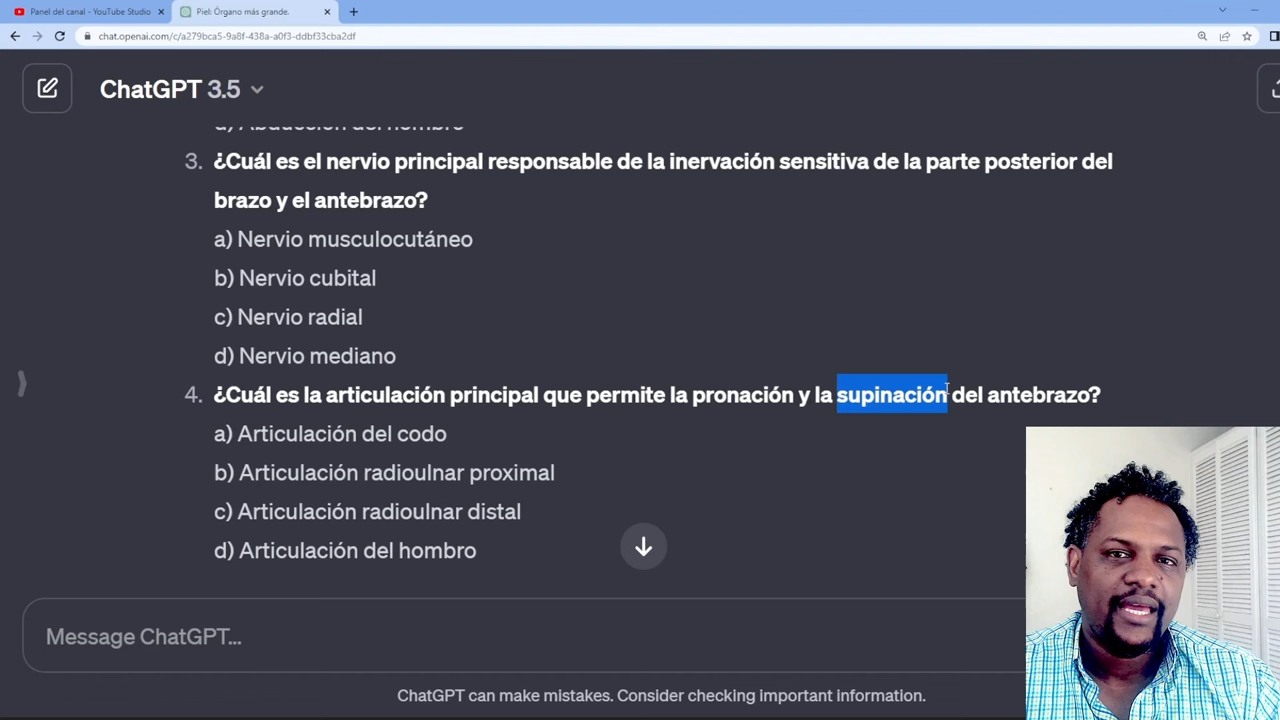 Panel del canal - YouTube Studio
Piel: Órgano más grande.
chat.openai.com/c/a279bca5-9a8f-438a-a0f3-ddbf33cba2df
ChatGPT 3.5
d) Abducción del hombro
3. ¿Cuál es el nervio principal responsable de la inervación sensitiva de la parte posterior del
brazo y el antebrazo?
a) Nervio musculocutáneo
b) Nervio cubital
c) Nervio radial
d) Nervio mediano
4. ¿Cuál es la articulación principal que permite la pronación y la supinación del antebrazo?
a) Articulación del codo
b) Articulación radioulnar proximal
c) Articulación radioulnar distal
d) Articulación del hombro
Message ChatGPT...
ChatGPT can make mistakes. Consider checking important information.